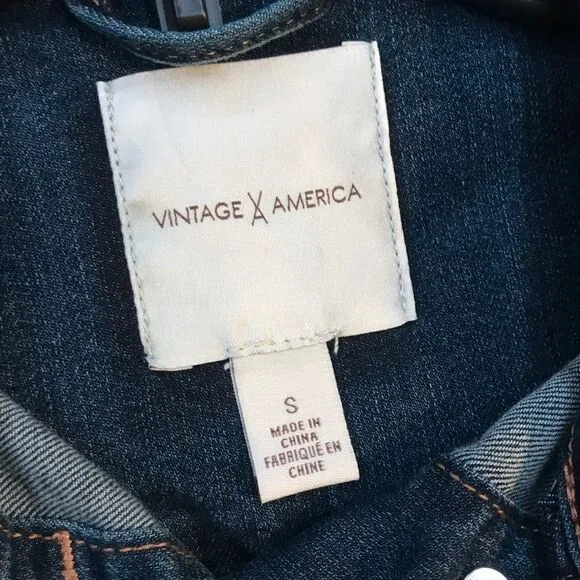 VINTAGE AMERICA
S
MADE IN
CHINA
FABRIQUÉ EN
CHINE